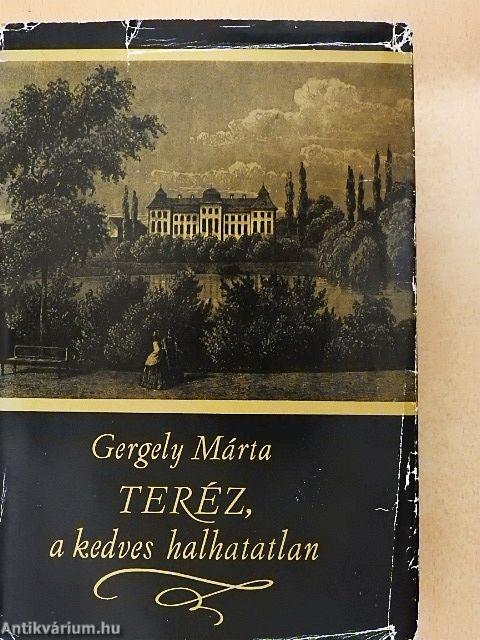 Gergely Márta
TERÉZ,
a kedves halhatatlan
Antikvárium.hu